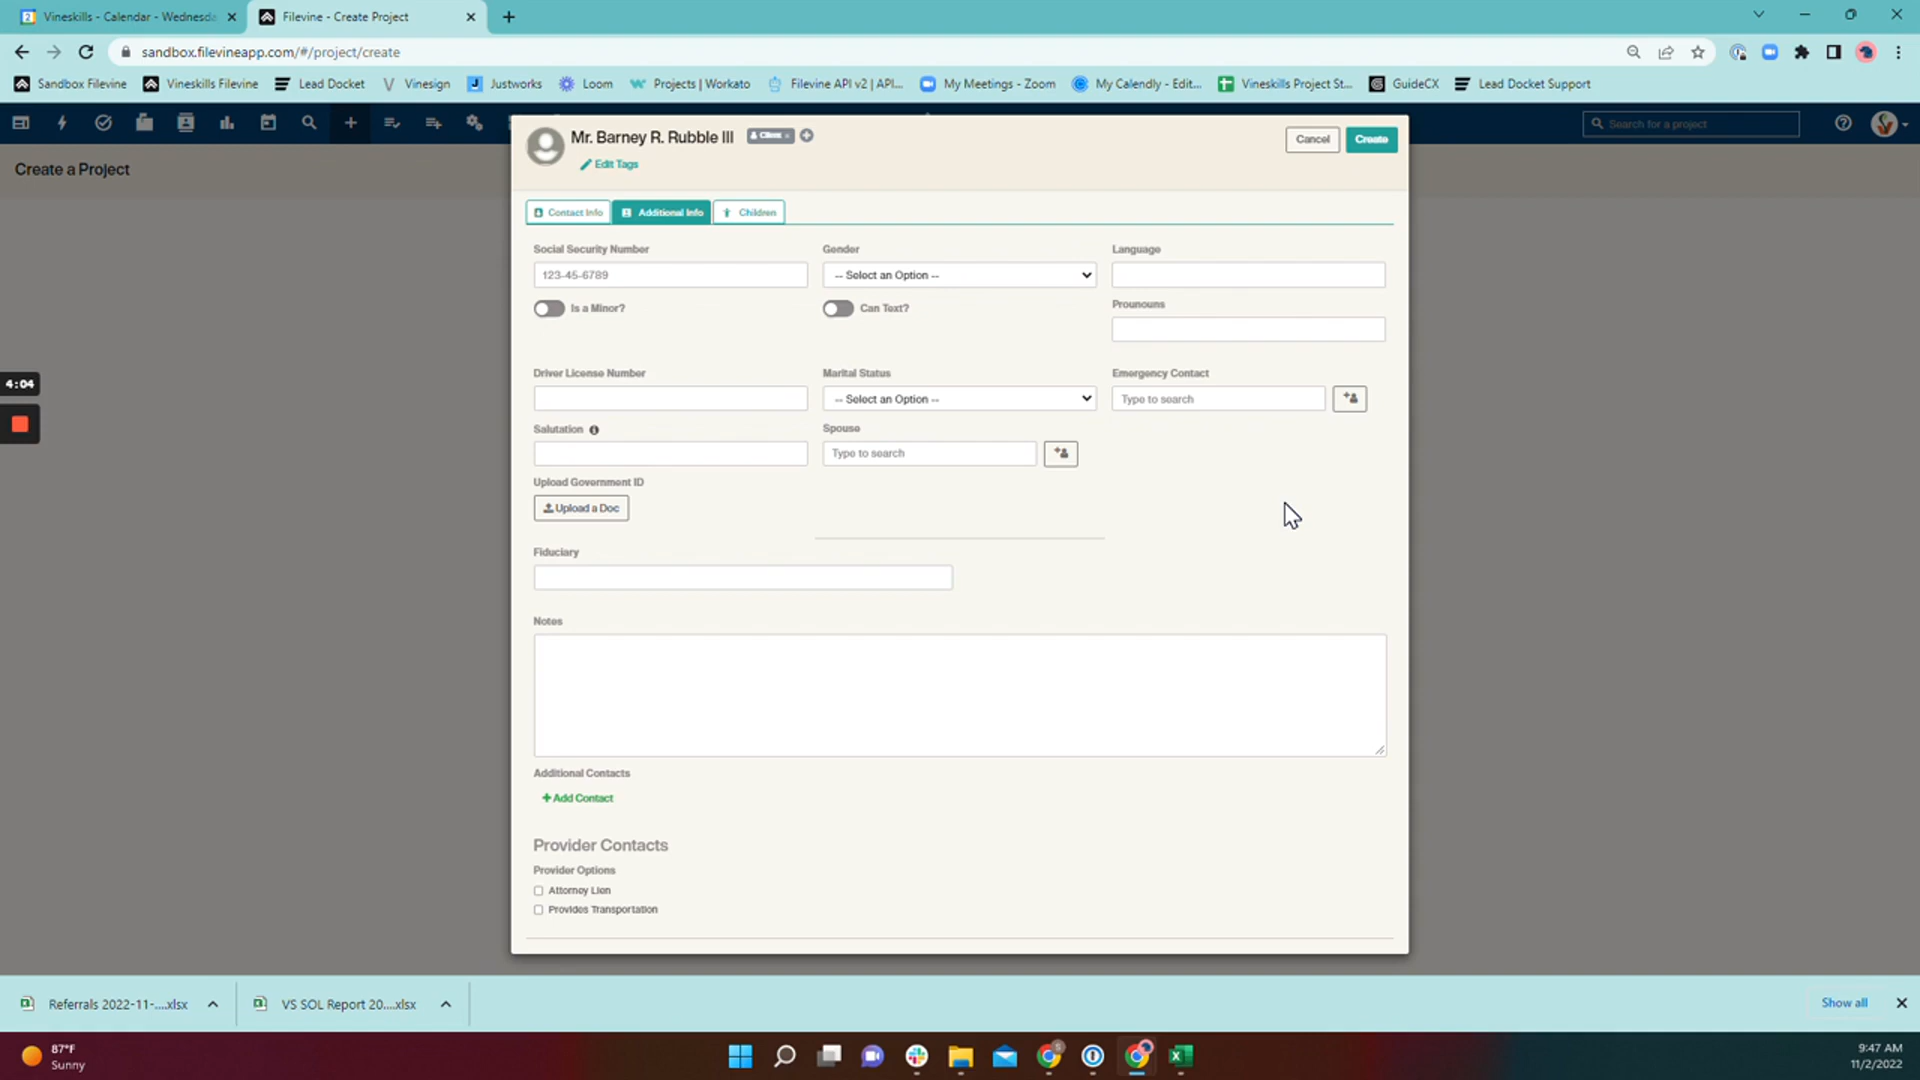 Vineskills - Calendar - Wednesda
Filevine - Create Project
sandbox.filevineapp.com/#/project/create
Sandbox Filevine
Vineskills Filevine
Lead Docket
Vinesign
Justworks
Loom
Projects | Workato
Filevine API v2 | API...
My Meetings - Zoom
My Calendly - Edit...
Vineskills Project St...
GuideCX
Lead Docket Support
Search for a project
Create a Project
Mr. Barney R. Rubble III
Client
Edit Tags
Cancel
Create
Contact Info
Additional Info
Children
Social Security Number
Gender
Language
123-45-6789
-- Select an Option --
Is a Minor?
Can Text?
Prounouns
4:04
Driver License Number
Marital Status
Emergency Contact
-- Select an Option --
Type to search
Salutation
Spouse
Type to search
Upload Government ID
Upload a Doc
Fiduciary
Notes
Additional Contacts
+Add Contact
Provider Contacts
Provider Options
Attorney Lien
Provides Transportation
Referrals 2022-11-....xlsx
VS SOL Report 20....xlsx
Show all
87°F
Sunny
9:47 AM
11/2/2022